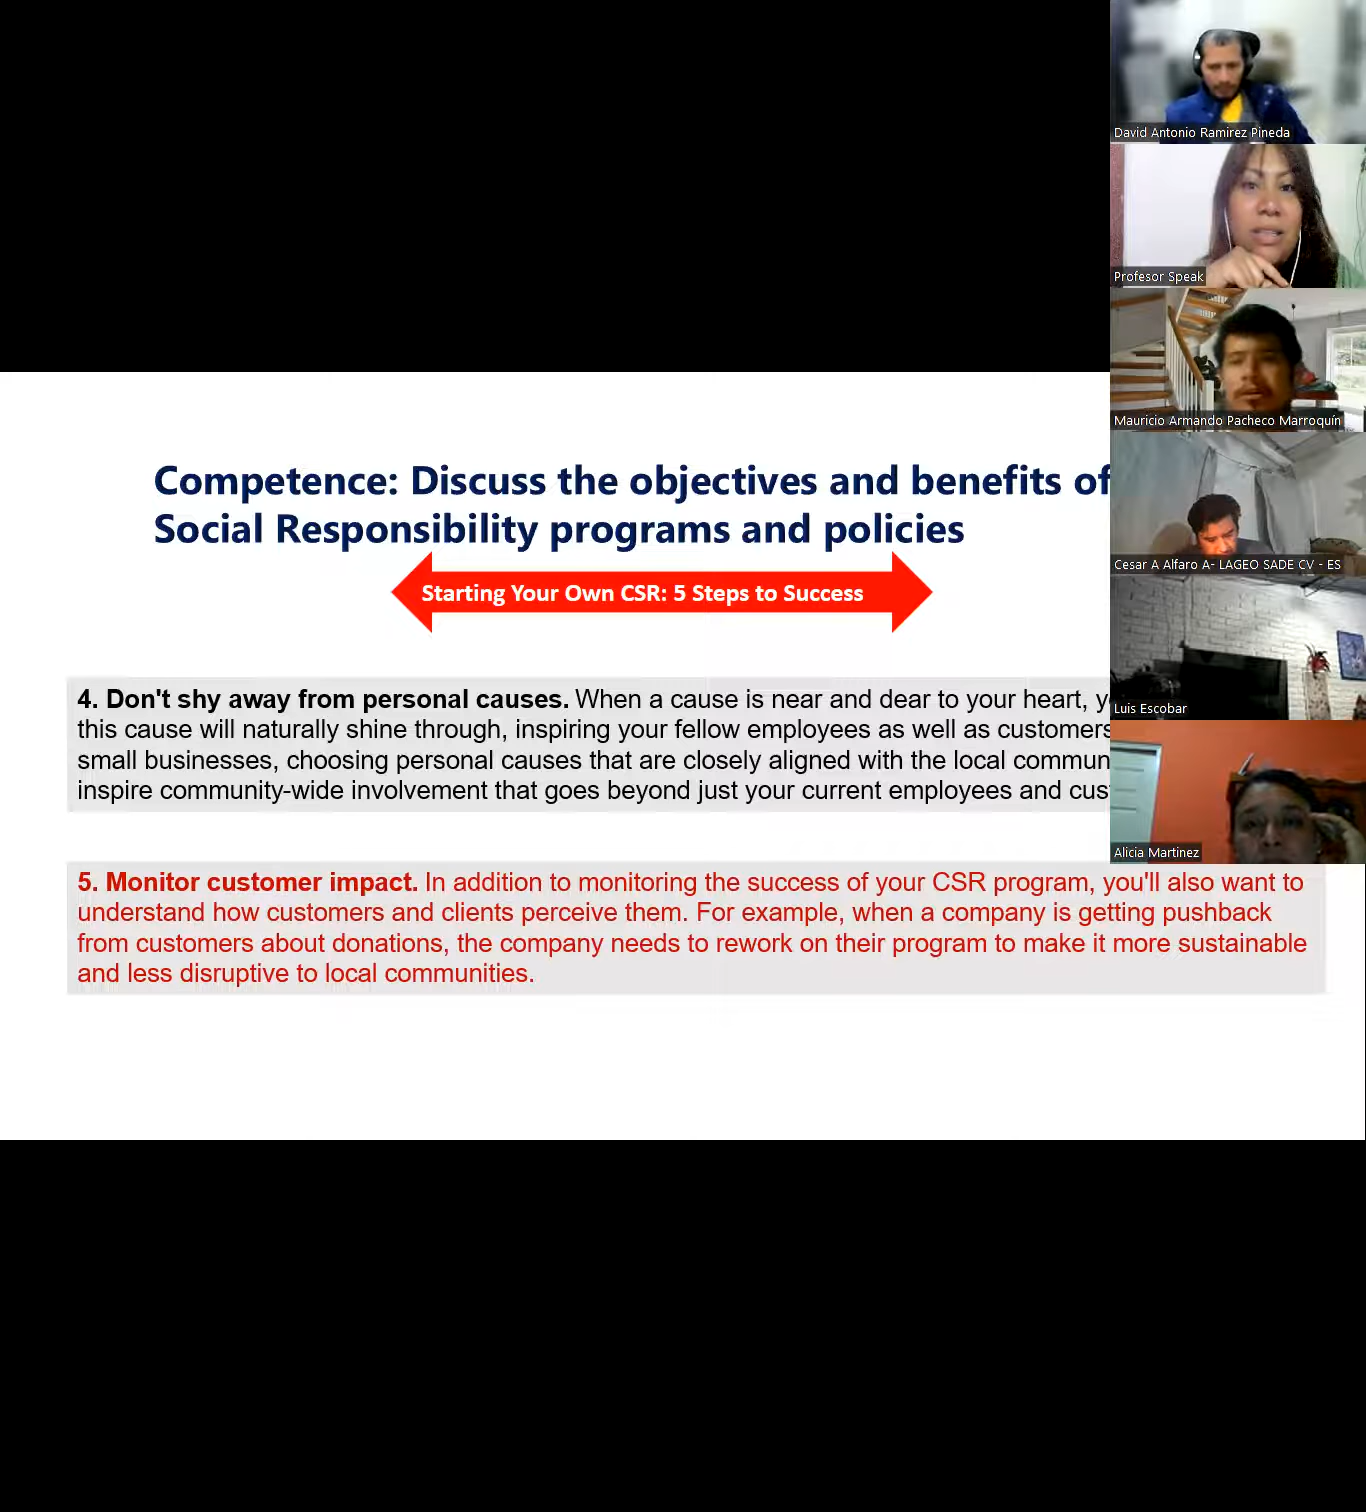 Competence: Discuss the objectives and benefits of
Social Responsibility programs and policies
Starting Your Own CSR: 5 Steps to Success
4. Don't shy away from personal causes. When a cause is near and dear to your heart,
this cause will naturally shine through, inspiring your fellow employees as well as customers
small businesses, choosing personal causes that are closely aligned with the local
inspire community-wide involvement that goes beyond just your current employees and
5. Monitor customer impact. In addition to monitoring the success of your CSR program, you'll also want to
understand how customers and clients perceive them. For example, when a company is getting pushback
from customers about donations, the company needs to rework on their program to make it more sustainable
and less disruptive to local communities.
David Antonio Ramirez Pineda
Profesor Speak
Mauricio Armando Pacheco Marroquín
Cesar A Alfaro A- LAGEO SADE CV - ES
Luis Escobar
Alicia Martinez